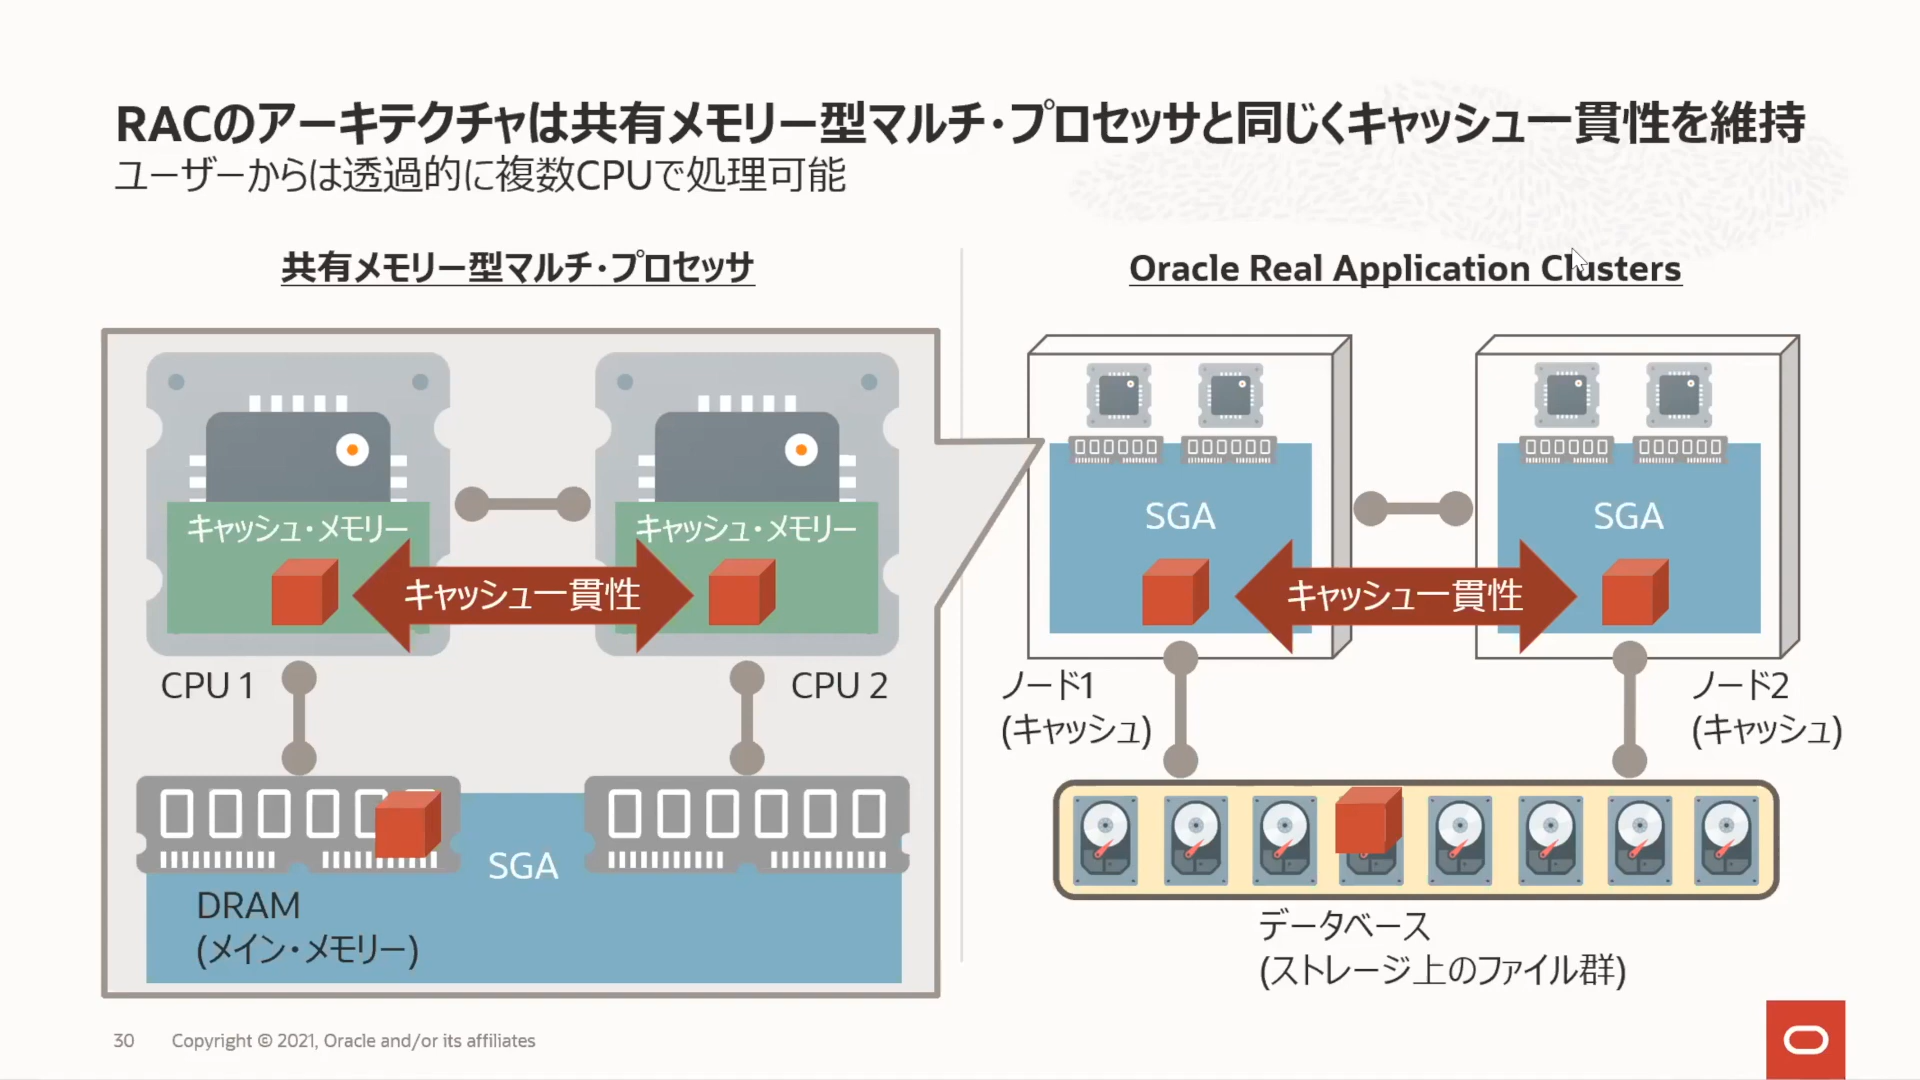 RACのアーキテクチャは共有メモリー型マルチ・プロセッサと同じくキャッシュ一貫性を維持
ユーザーからは透過的に複数CPUで処理可能
共有メモリー型マルチ・プロセッサ
キャッシュ・メモリー
キャッシュ・メモリー
キャッシュ一貫性
CPU 1
CPU 2
SGA
DRAM
(メイン・メモリー)
Oracle Real Application Clusters
SGA
SGA
キャッシュ一貫性
ノード1
(キャッシュ)
ノード2
(キャッシュ)
データベース
(ストレージ上のファイル群)
30 Copyright © 2021, Oracle and/or its affiliates